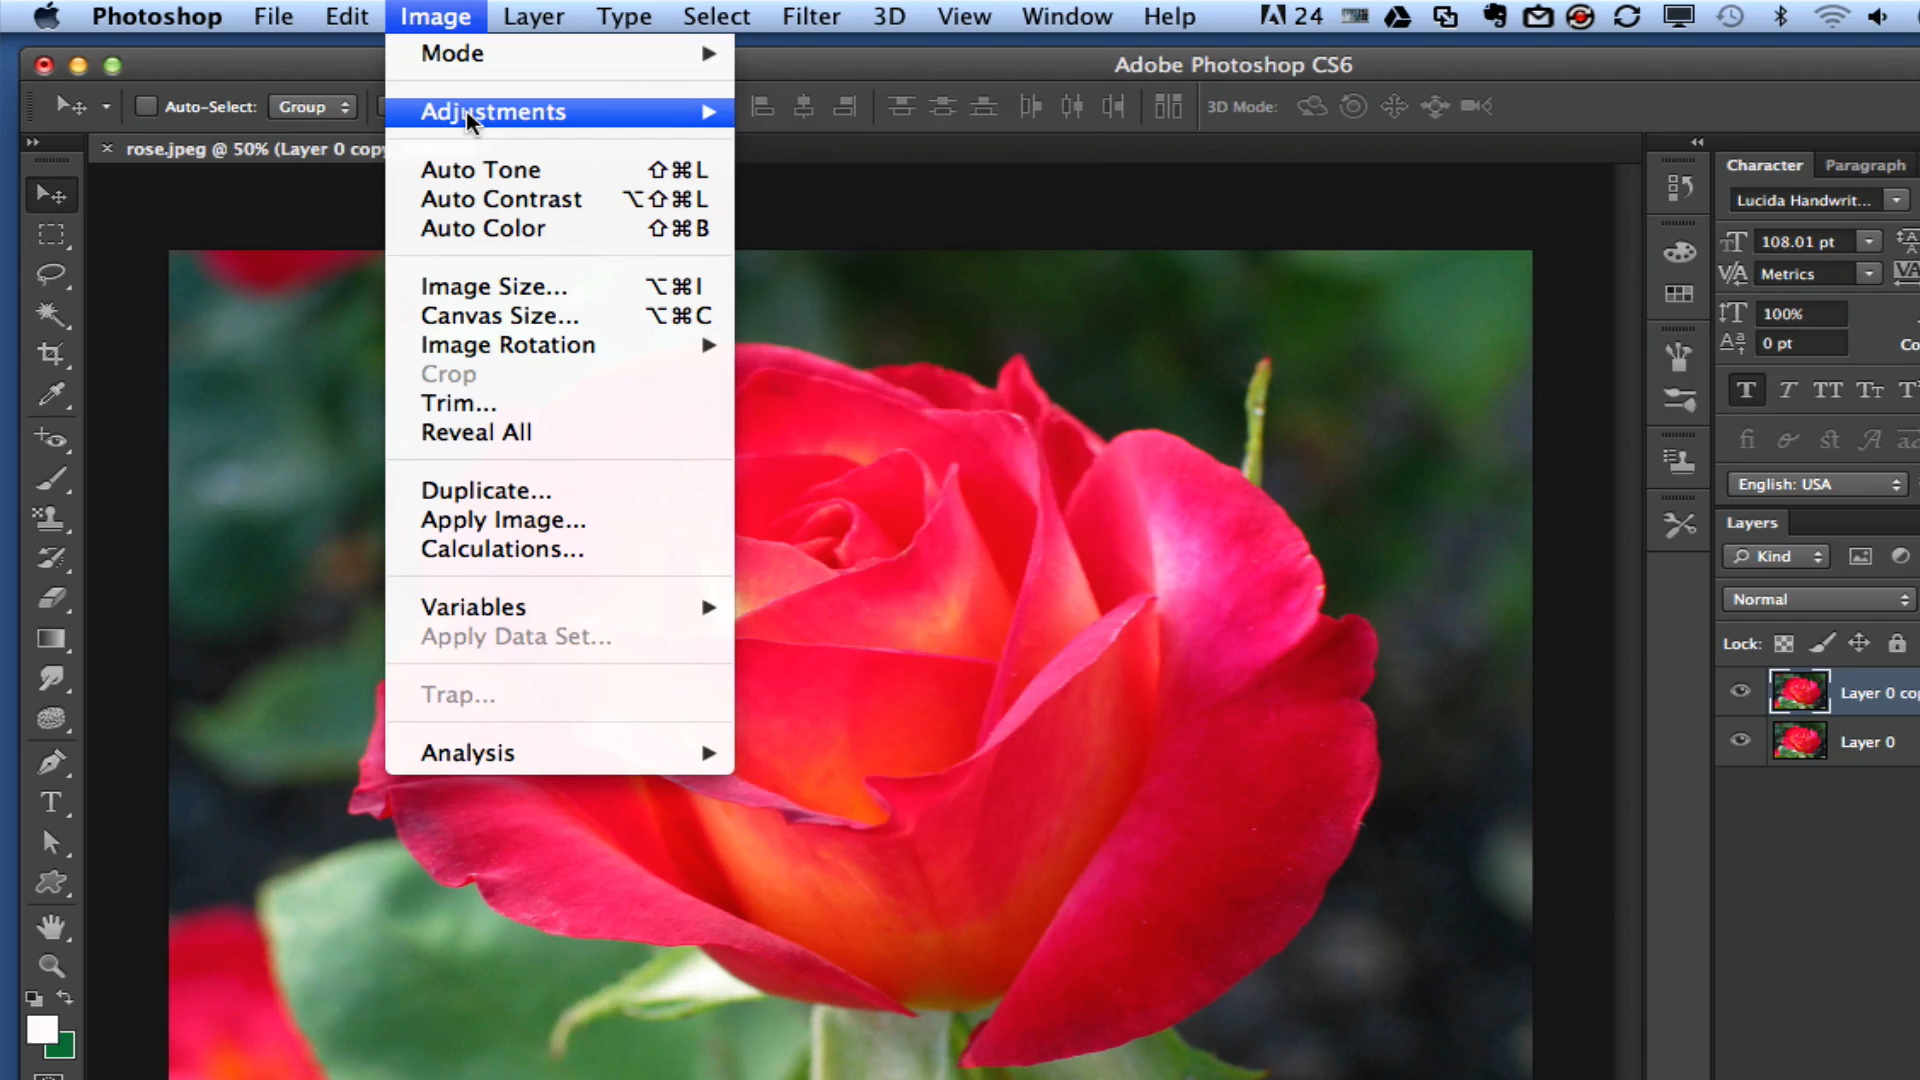 Photoshop File Edit Image Layer Type Select Filter 3D View Window Help 24
Adobe Photoshop CS6
Auto-Select: Group 3D Mode:
rose.jpeg @ 50% (Layer 0 copy
Mode
Adjustments
Auto Tone ⇧⌘L
Auto Contrast ⌥⇧⌘L
Auto Color ⇧⌘B
Image Size... ⌥⌘I
Canvas Size... ⌥⌘C
Image Rotation
Crop
Trim...
Reveal All
Duplicate...
Apply Image...
Calculations...
Variables
Apply Data Set...
Trap...
Analysis
Character Paragraph
Lucida Handwrit...
108.01 pt
Metrics
100%
0 pt Co
English: USA
Layers
Kind
Normal
Lock:
Layer 0 cop
Layer 0